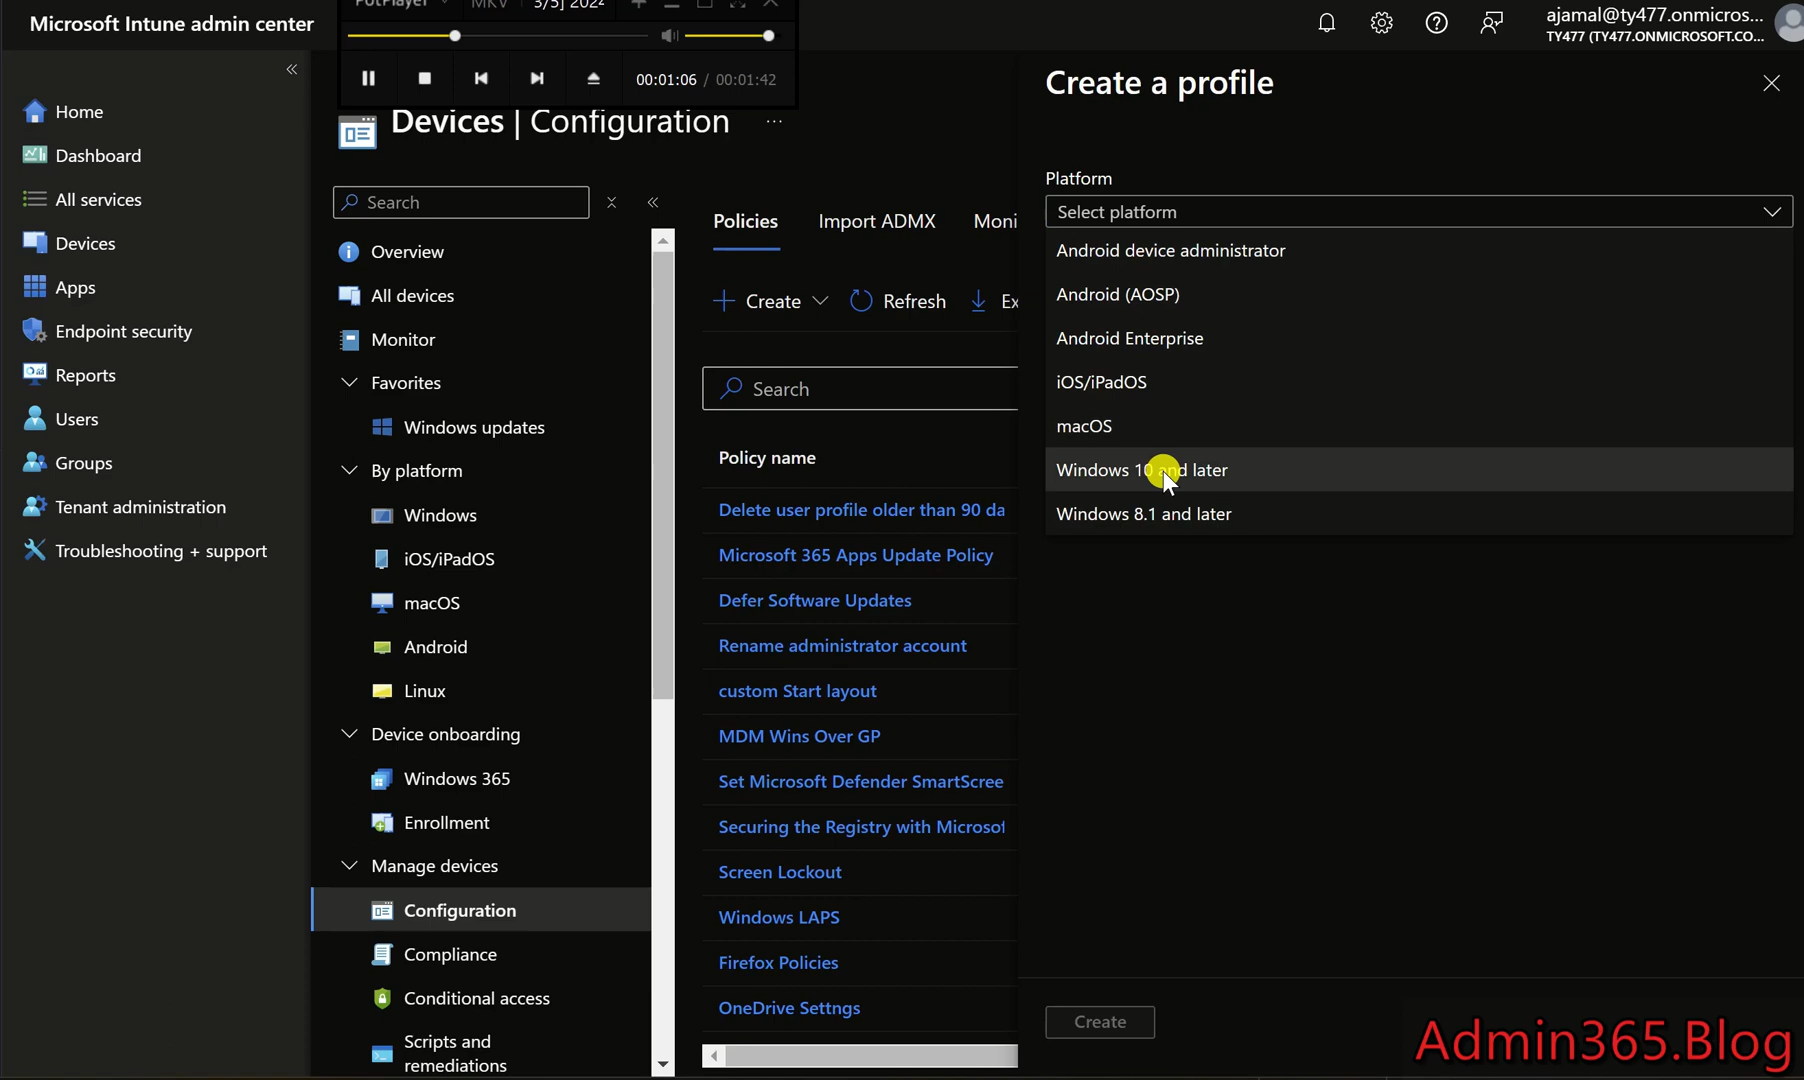 Microsoft Intune admin center
PotPlayer
MKV
3/5] 202
00:01:06 / 00:01:42
ajamal@ty477.onmicros...
TY477 (TY477.ONMICROSOFT.CO...
Home
Dashboard
All services
Devices
Apps
Endpoint security
Reports
Users
Groups
Tenant administration
Troubleshooting + support
Devices | Configuration
...
Search
Overview
All devices
Monitor
Favorites
Windows updates
By platform
Windows
iOS/iPadOS
macOS
Android
Linux
Device onboarding
Windows 365
Enrollment
Manage devices
Configuration
Compliance
Conditional access
Scripts and
remediations
Policies
Import ADMX
Moni
Create
Refresh
Ex
Search
Policy name
Delete user profile older than 90 da
Microsoft 365 Apps Update Policy
Defer Software Updates
Rename administrator account
custom Start layout
MDM Wins Over GP
Set Microsoft Defender SmartScree
Securing the Registry with Microsof
Screen Lockout
Windows LAPS
Firefox Policies
OneDrive Settngs
Create a profile
Platform
Select platform
Android device administrator
Android (AOSP)
Android Enterprise
iOS/iPadOS
macOS
Windows 10 and later
Windows 8.1 and later
Create
Admin365.Blog